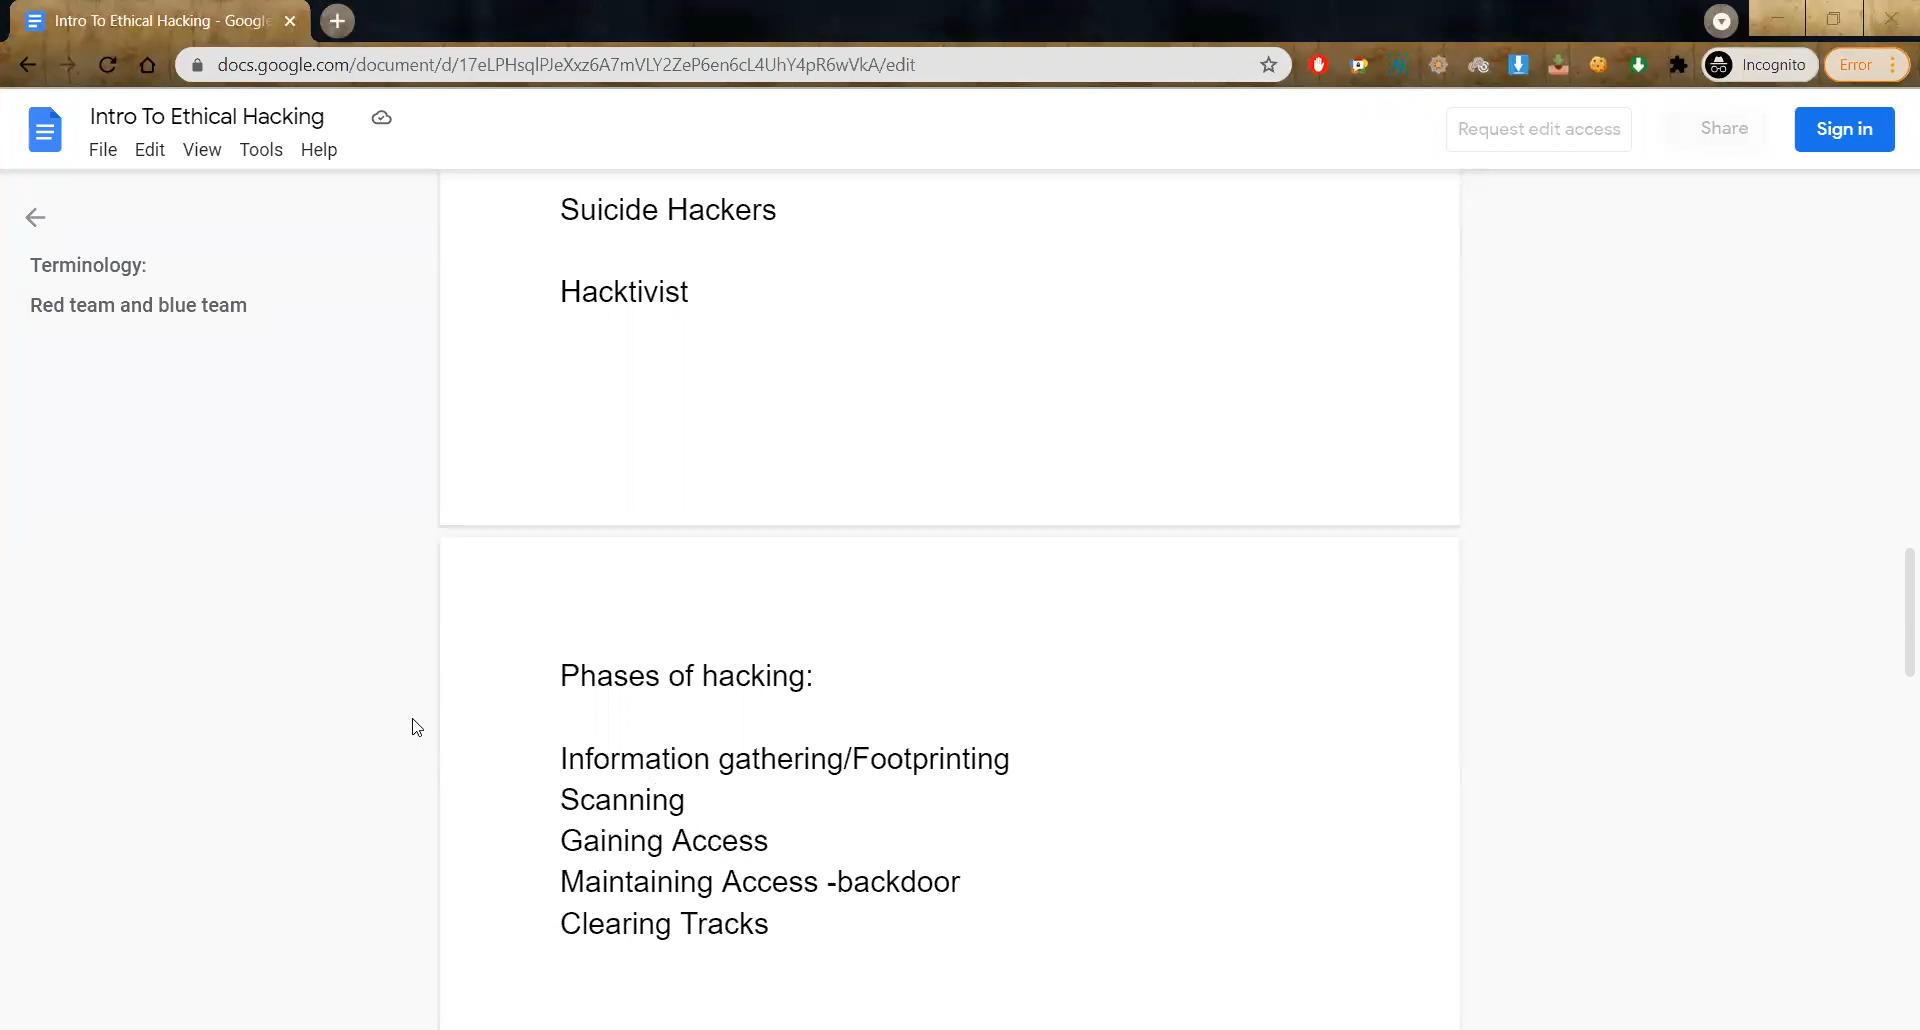 Intro To Ethical Hacking - Google
docs.google.com/document/d/17eLPHsqlPJeXxz6A7mVLY2ZeP6en6cL4UhY4pR6wVkA/edit
Incognito
Error
Intro To Ethical Hacking
File Edit View Tools Help
Request edit access
Share
Sign in
Terminology:
Red team and blue team
Suicide Hackers
Hacktivist
Phases of hacking:
Information gathering/Footprinting
Scanning
Gaining Access
Maintaining Access -backdoor
Clearing Tracks